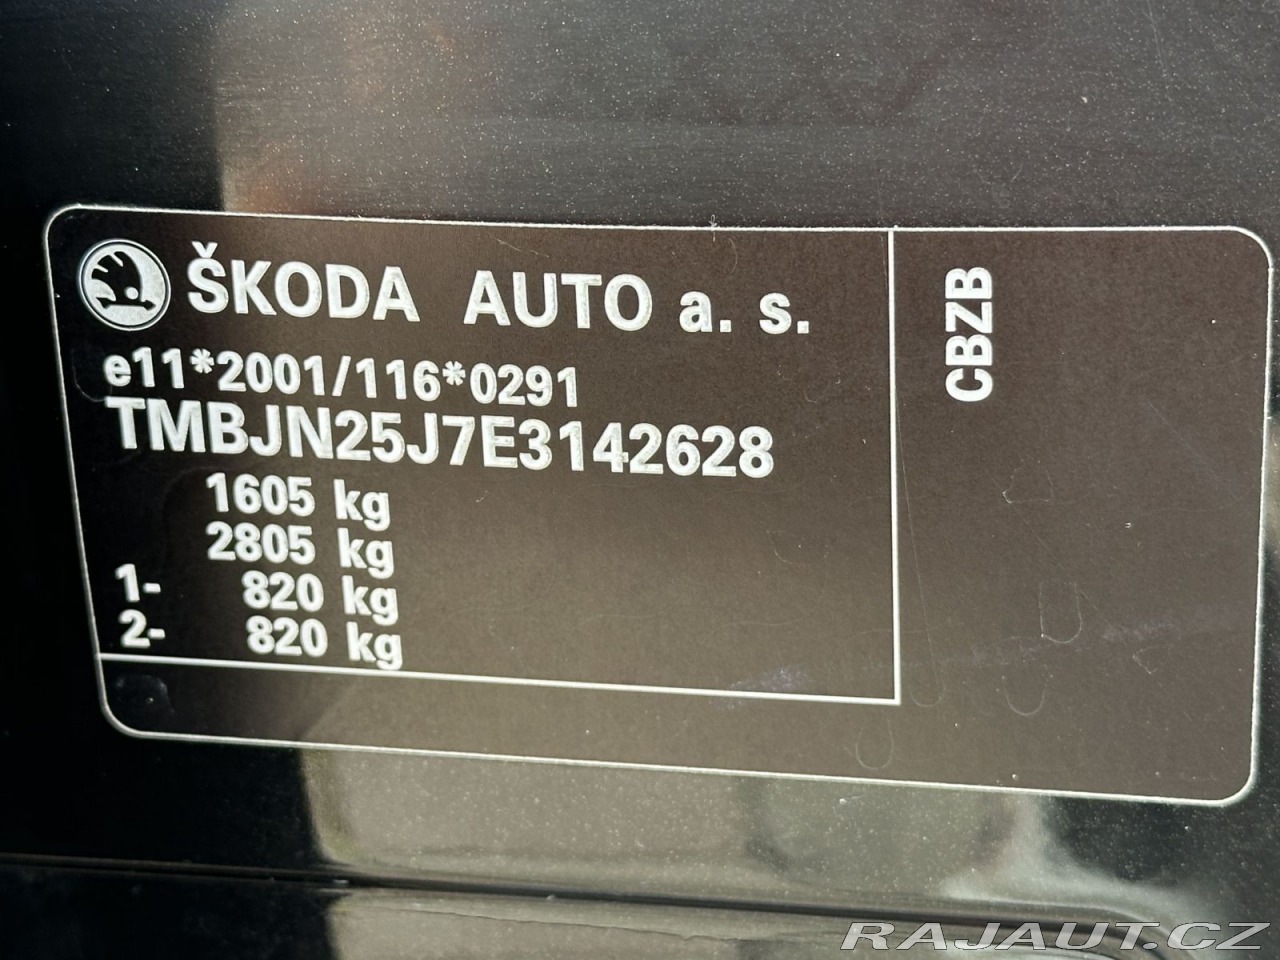 ŠKODA AUTO a. s.
e11*2001/116*0291
TMBJN25J7E3142628
1605 kg
2805 kg
1- 820 kg
2- 820 kg
CBZB
RAJAUT.CZ